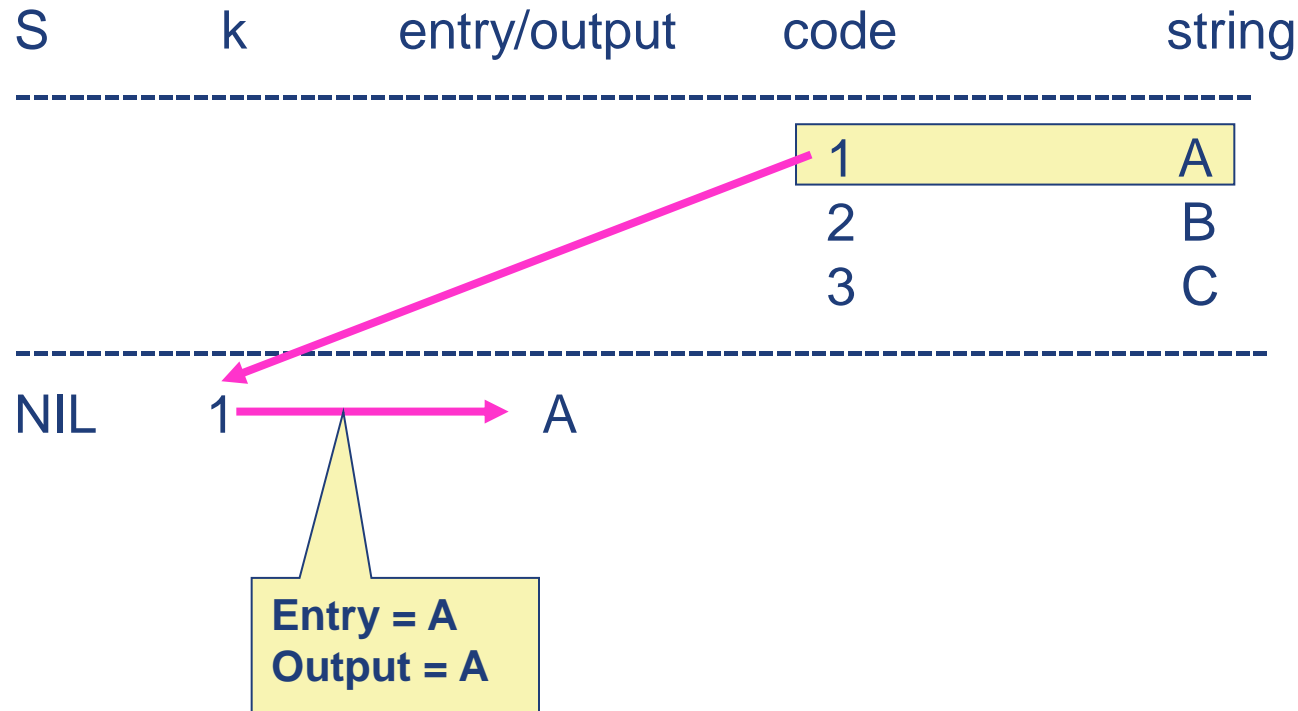 S k entry/output code string
1 A
2 B
3 C
NIL 1 A
Entry = A
Output = A